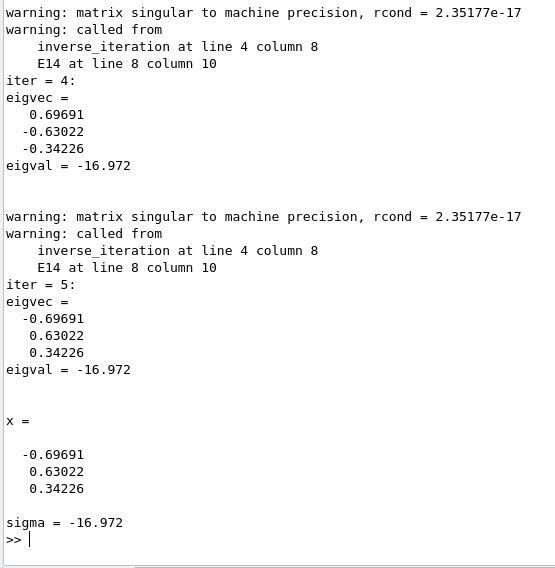 warning: matrix singular to machine precision, rcond = 2.35177e-17
warning: called from
    inverse_iteration at line 4 column 8
    E14 at line 8 column 10
iter = 4:
eigvec =
   0.69691
  -0.63022
  -0.34226
eigval = -16.972
warning: matrix singular to machine precision, rcond = 2.35177e-17
warning: called from
    inverse_iteration at line 4 column 8
    E14 at line 8 column 10
iter = 5:
eigvec =
  -0.69691
   0.63022
   0.34226
eigval = -16.972
x =
  -0.69691
   0.63022
   0.34226
sigma = -16.972
>>